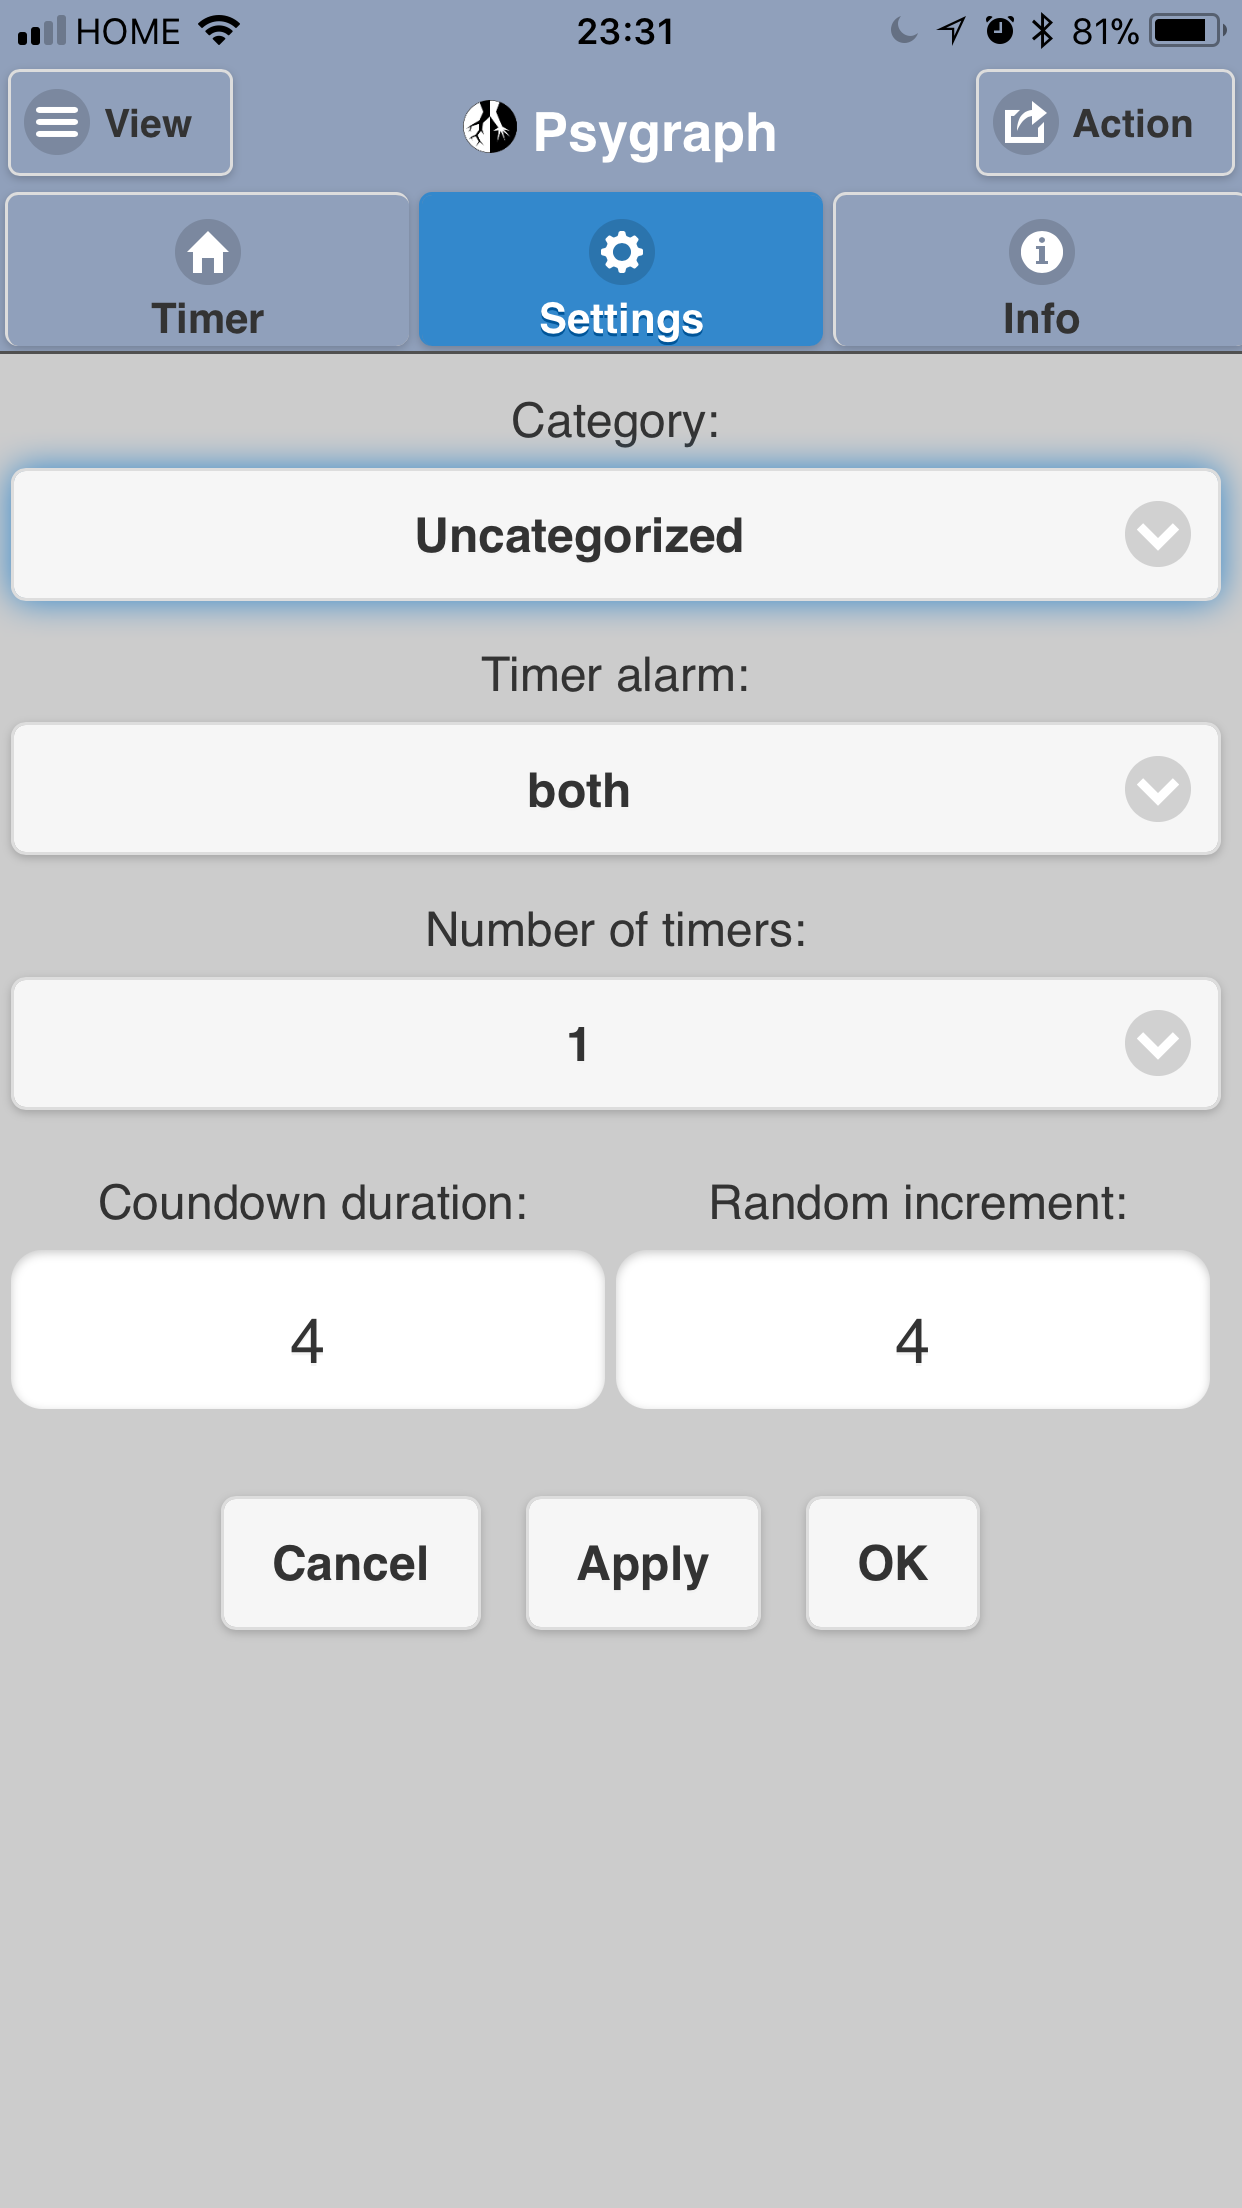 HOME 23:31 81%
View Psygraph Action
Timer Settings Info
Category:
Uncategorized
Timer alarm:
both
Number of timers:
1
Coundown duration: Random increment:
4 4
Cancel Apply OK